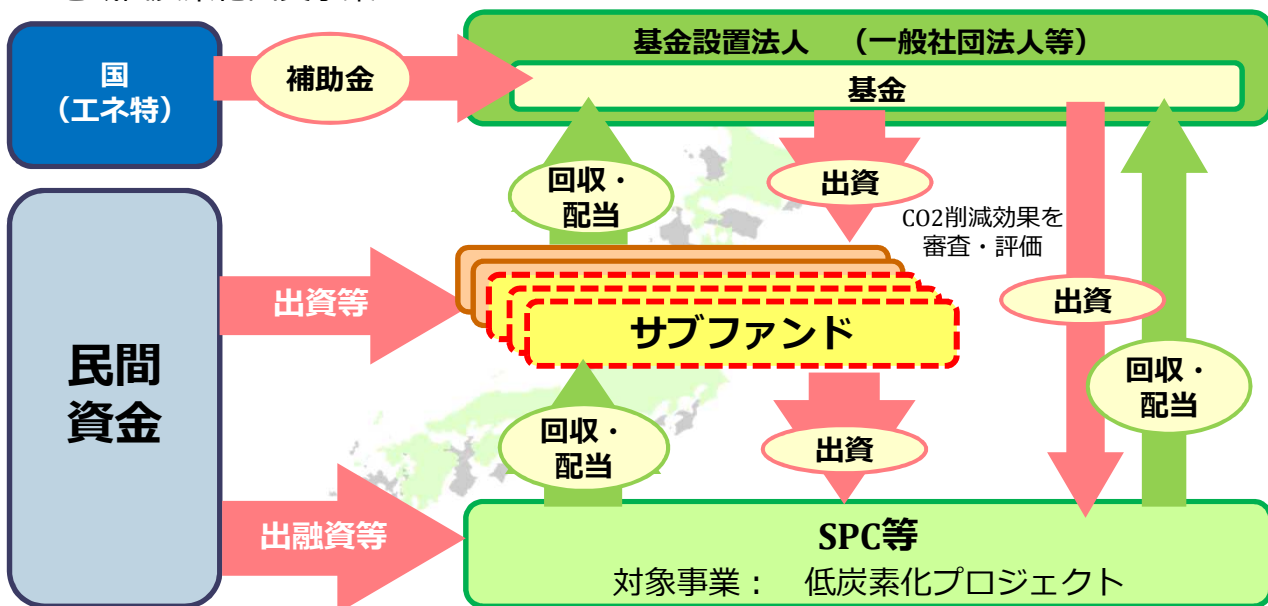 基金設置法人　（一般社団法人等）
基金
国
（エネ特）
補助金
回収・
配当
出資
CO2削減効果を
審査・評価
出資
回収・
配当
出資等
サブファンド
民間
資金
回収・
配当
出資
出融資等
SPC等
対象事業：　低炭素化プロジェクト